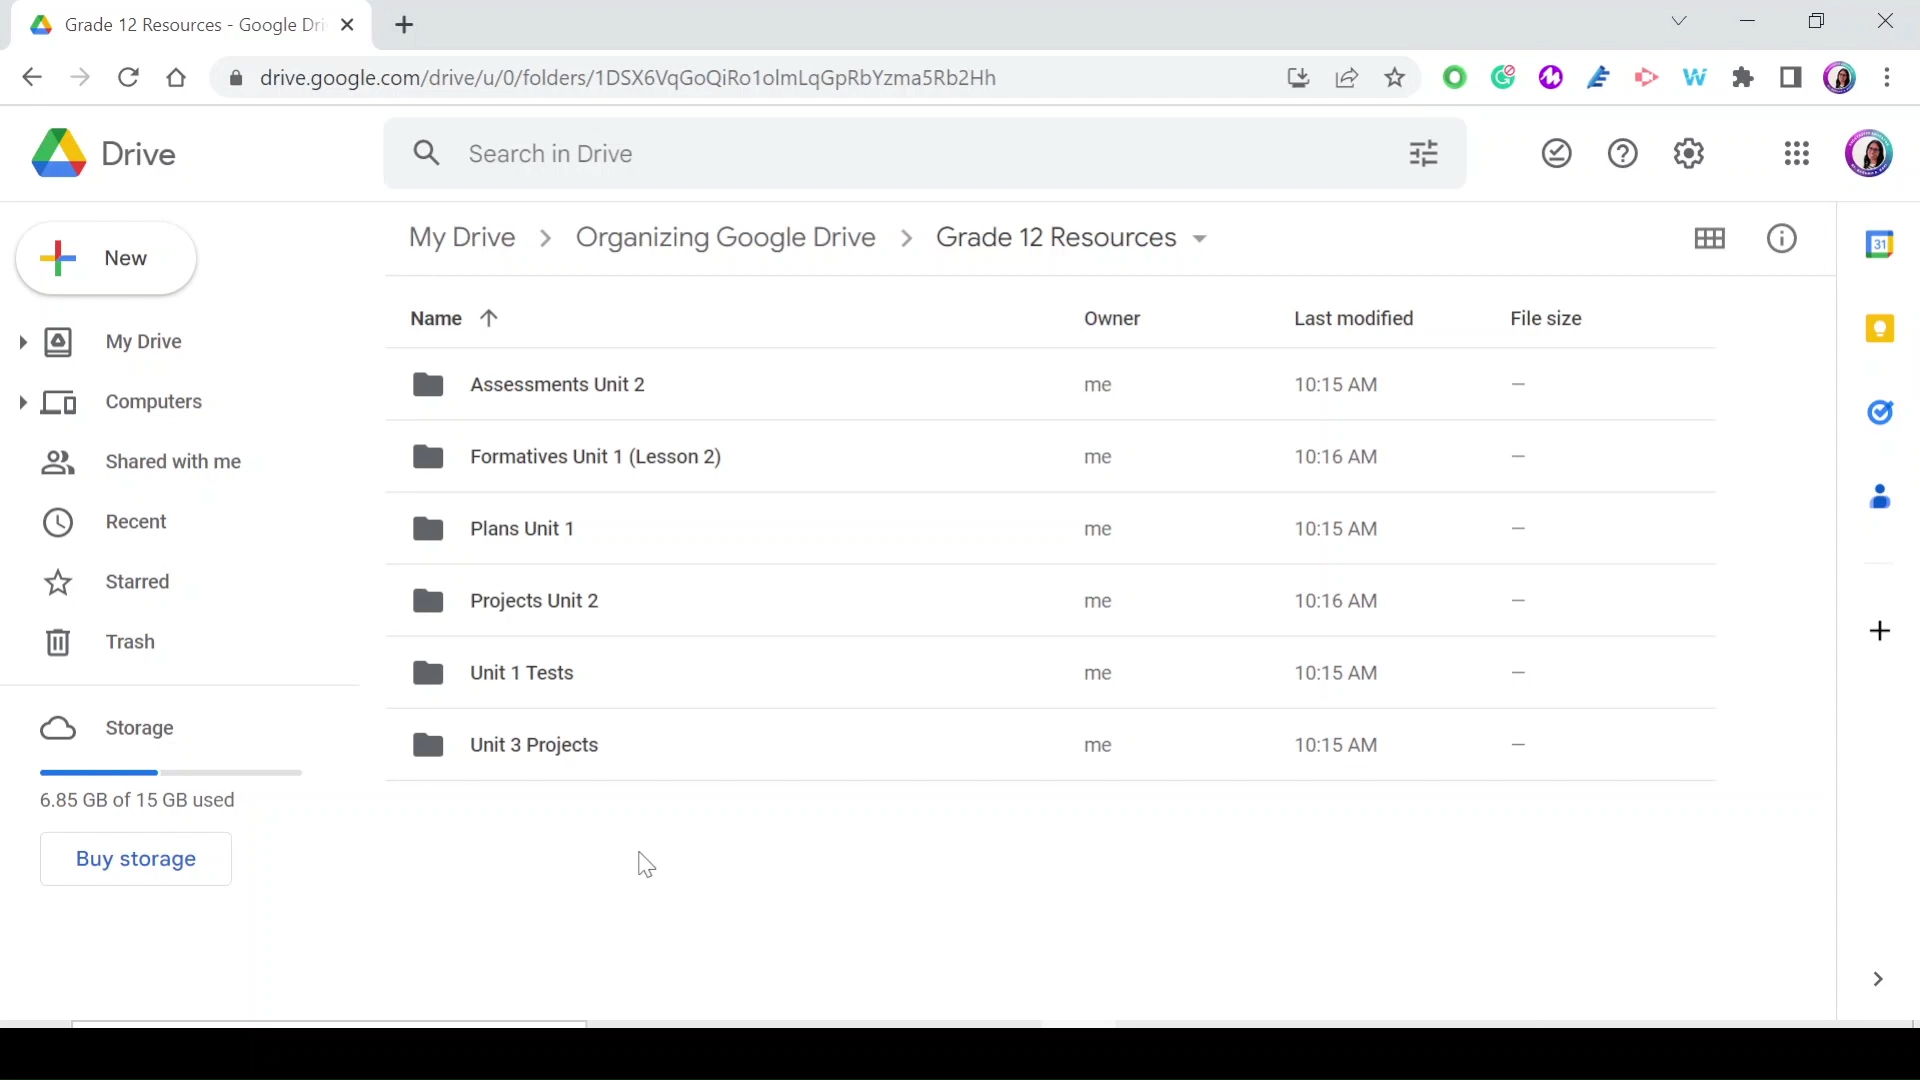 Grade 12 Resources - Google Dri
drive.google.com/drive/u/0/folders/1DSX6VqGoQiRo1olmLqGpRbYzma5Rb2Hh
Drive
Search in Drive
New
My Drive
Computers
Shared with me
Recent
Starred
Trash
Storage
6.85 GB of 15 GB used
Buy storage
My Drive > Organizing Google Drive > Grade 12 Resources
Name Owner Last modified File size
Assessments Unit 2 me 10:15 AM —
Formatives Unit 1 (Lesson 2) me 10:16 AM —
Plans Unit 1 me 10:15 AM —
Projects Unit 2 me 10:16 AM —
Unit 1 Tests me 10:15 AM —
Unit 3 Projects me 10:15 AM —
31